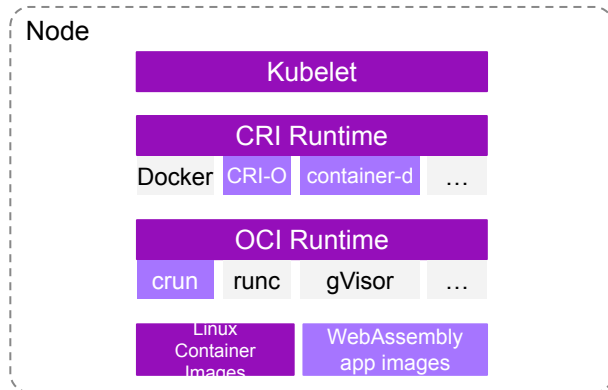 Node
Kubelet
CRI Runtime
Docker CRI-O container-d …
OCI Runtime
crun runc gVisor …
Linux
Container
Images
WebAssembly
app images